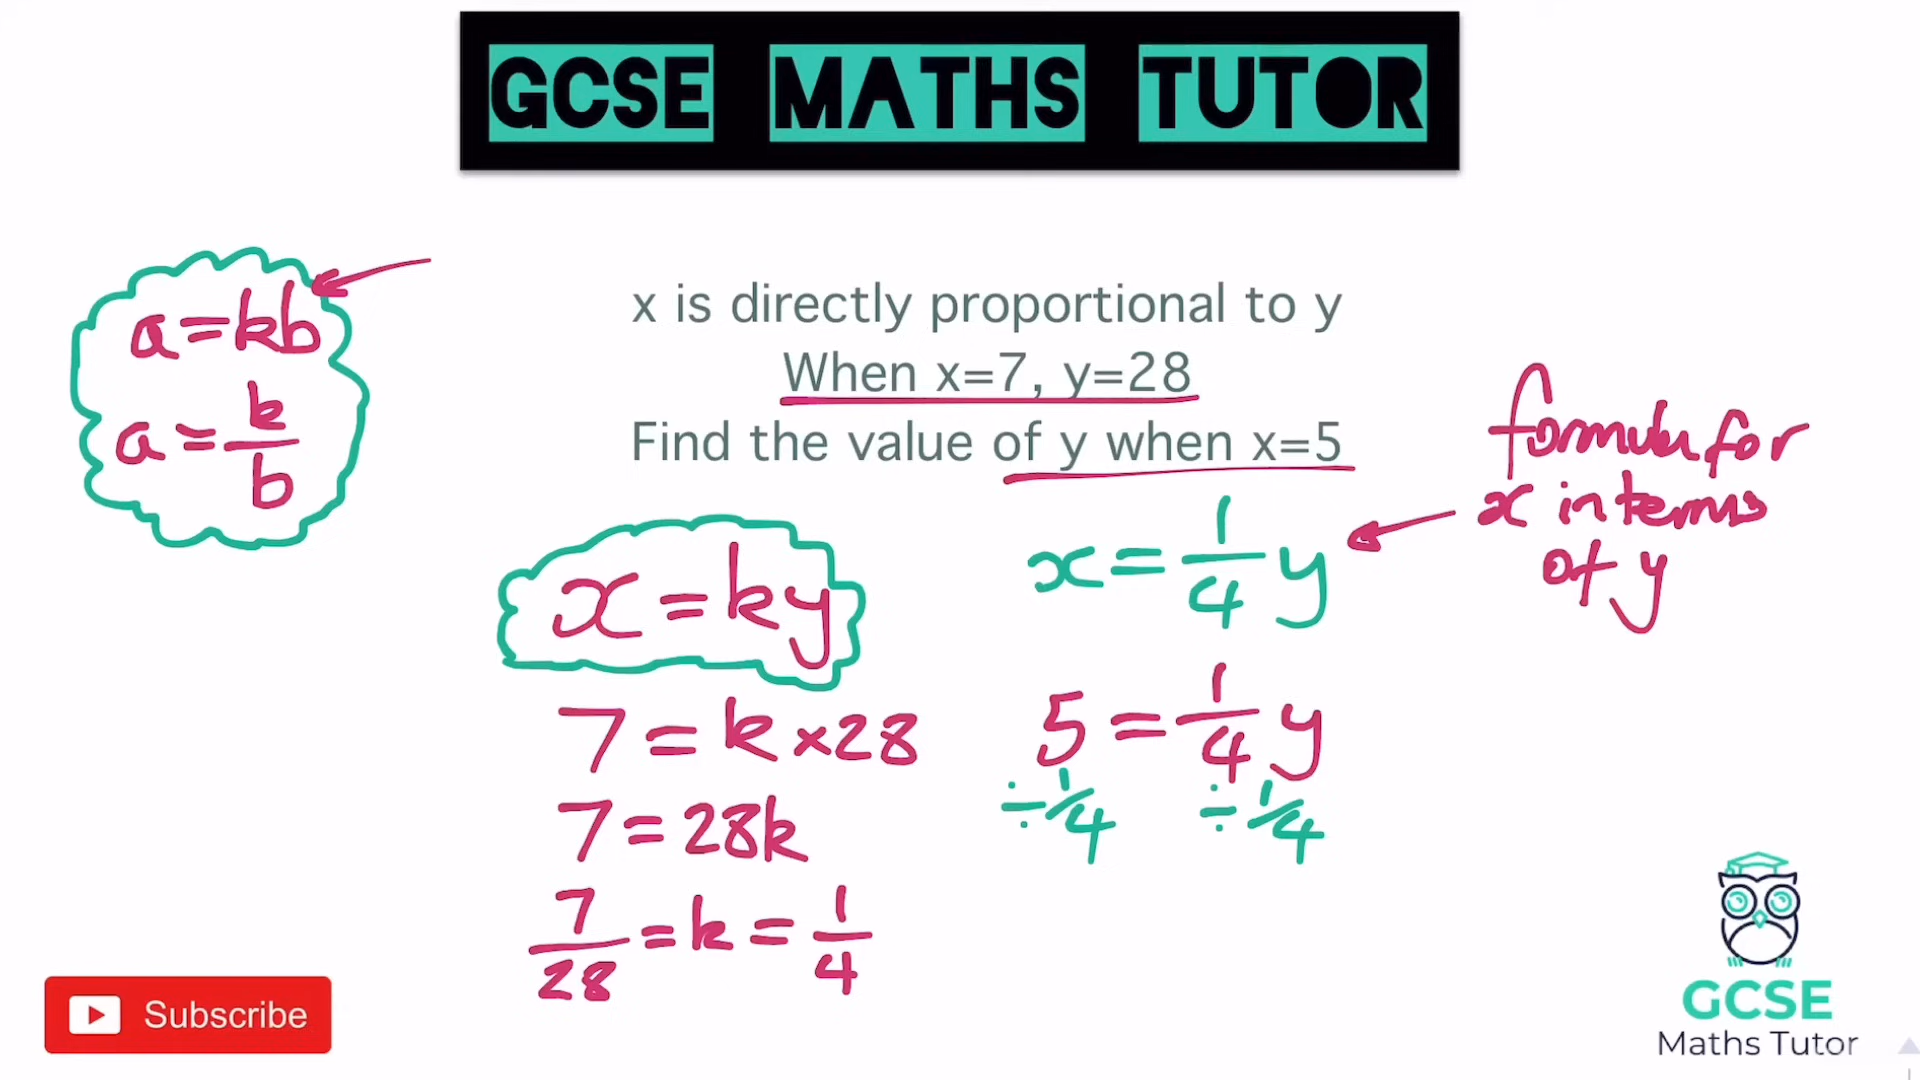 GCSE MATHS TUTOR
a = kb
a = k/b
x is directly proportional to y
When x=7, y=28
Find the value of y when x=5
x = ky
7 = k × 28
7 = 28k
7/28 = k = 1/4
x = 1/4 y
5 = 1/4 y
÷ 1/4 ÷ 1/4
formula for
x in terms
of y
Subscribe
GCSE
Maths Tutor